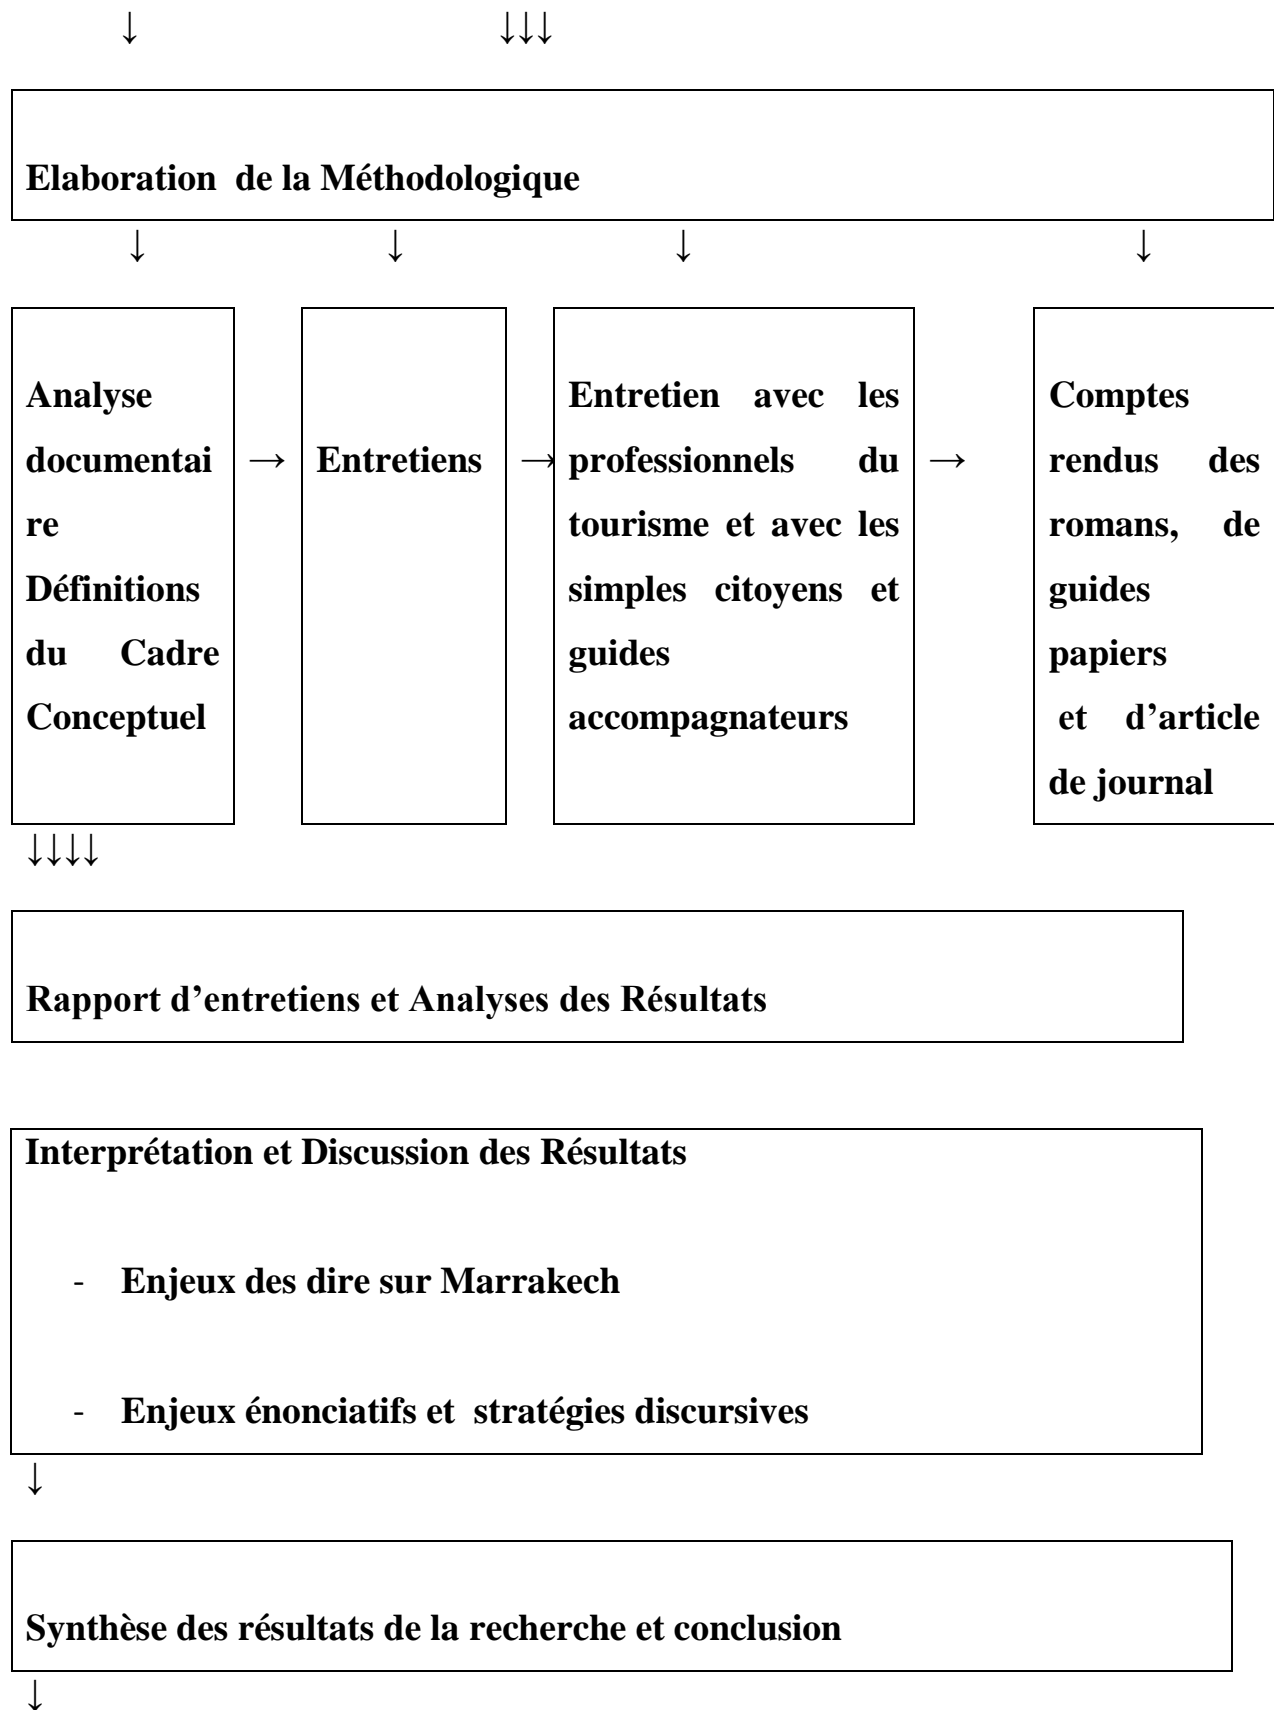 ↓ ↓↓↓
Elaboration de la Méthodologique
↓ ↓ ↓ ↓
Analyse
documentai
re
Définitions
du Cadre
Conceptuel
→
Entretiens
→
Entretien avec les
professionnels du
tourisme et avec les
simples citoyens et
guides
accompagnateurs
→
Comptes
rendus des
romans, de
guides
papiers
et d’article
de journal
↓↓↓↓
Rapport d’entretiens et Analyses des Résultats
Interprétation et Discussion des Résultats
- Enjeux des dire sur Marrakech
- Enjeux énonciatifs et stratégies discursives
↓
Synthèse des résultats de la recherche et conclusion
↓